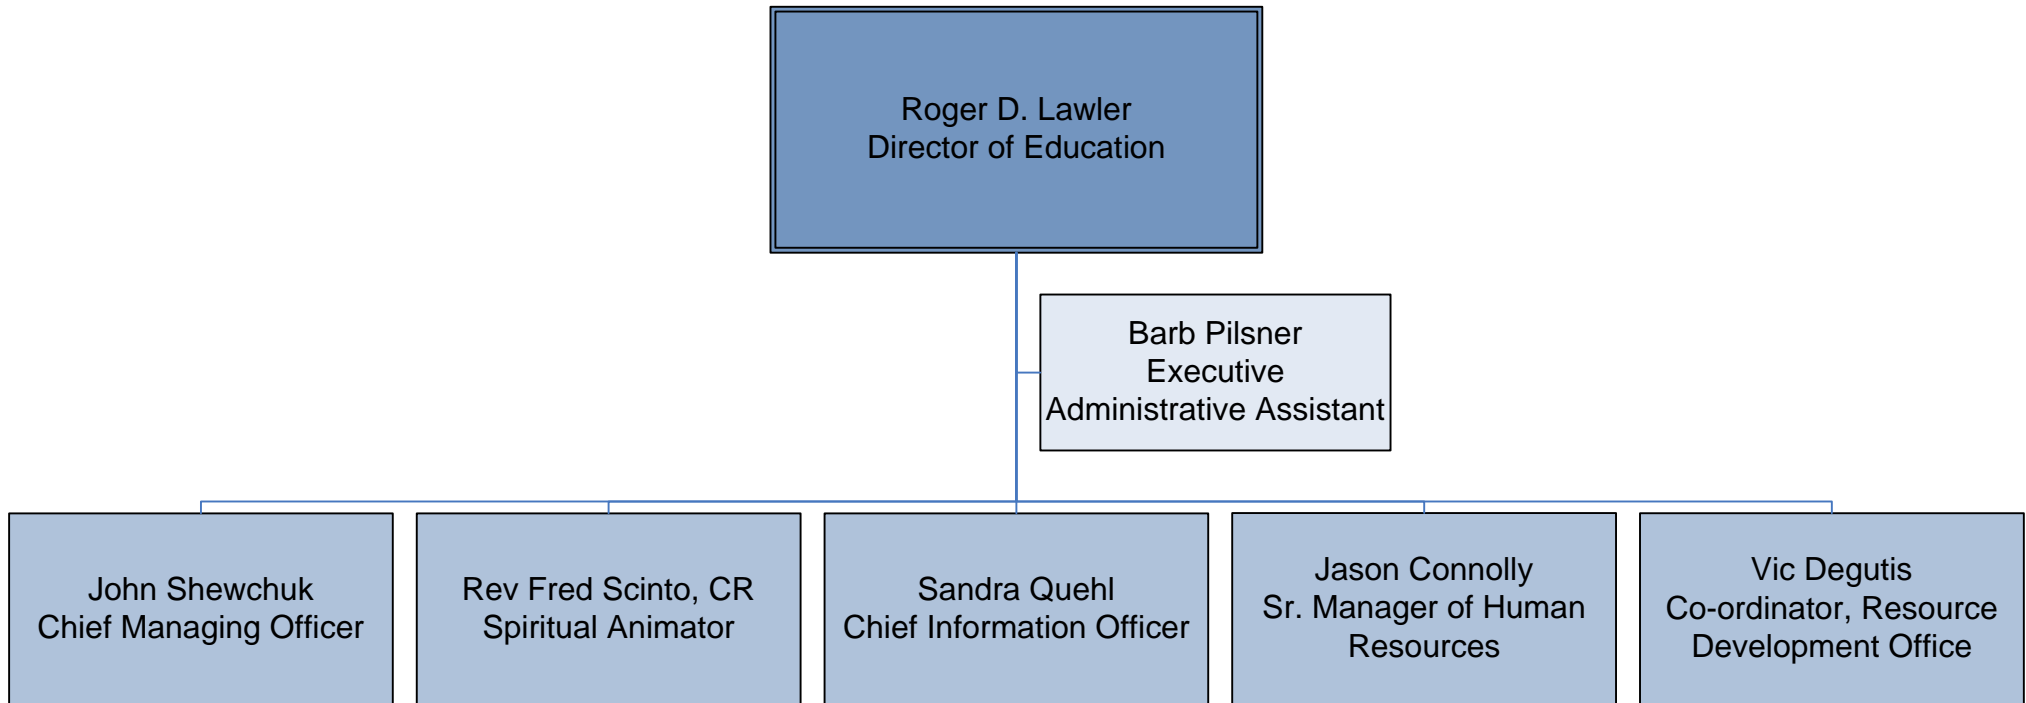 Roger D. Lawler
Director of Education
Barb Pilsner
Executive
Administrative Assistant
John Shewchuk
Chief Managing Officer
Rev Fred Scinto, CR
Spiritual Animator
Sandra Quehl
Chief Information Officer
Jason Connolly
Sr. Manager of Human
Resources
Vic Degutis
Co-ordinator, Resource
Development Office